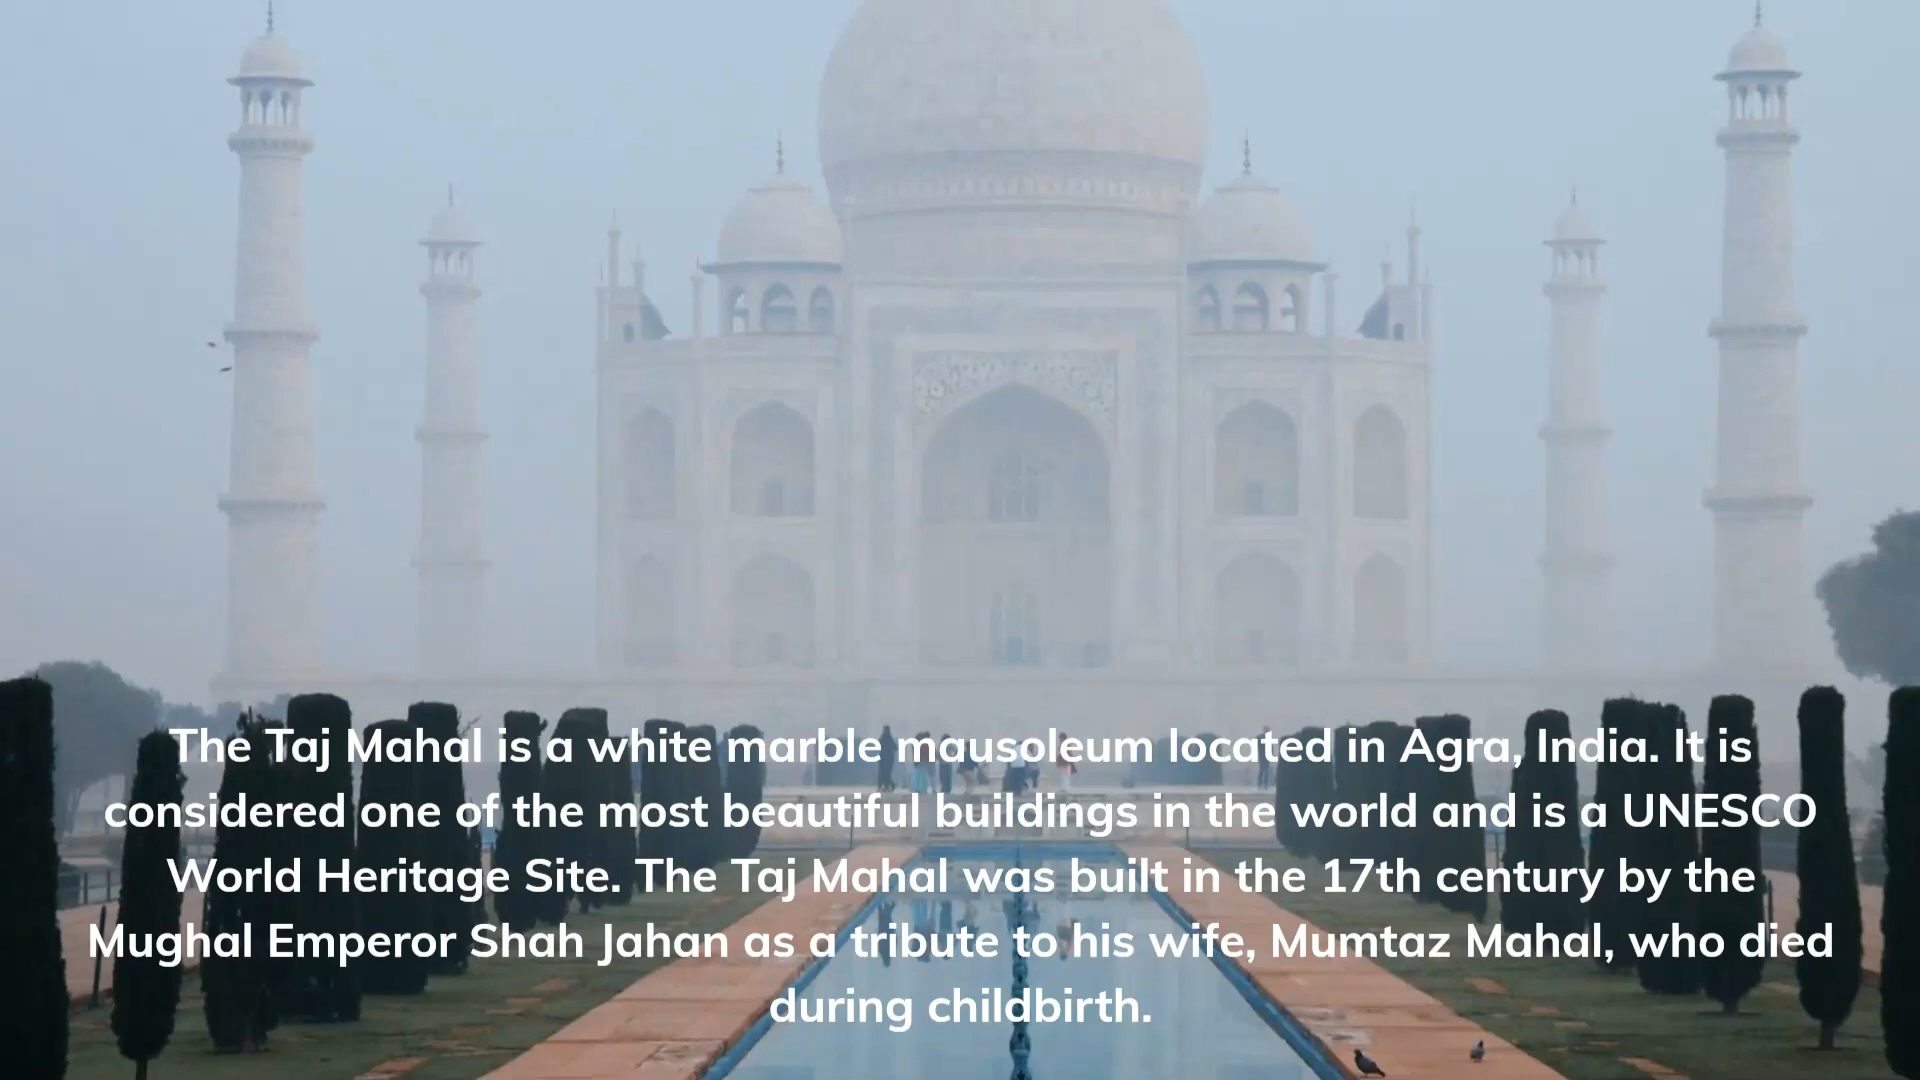 The Taj Mahal is a white marble mausoleum located in Agra, India. It is
considered one of the most beautiful buildings in the world and is a UNESCO
World Heritage Site. The Taj Mahal was built in the 17th century by the
Mughal Emperor Shah Jahan as a tribute to his wife, Mumtaz Mahal, who died
during childbirth.